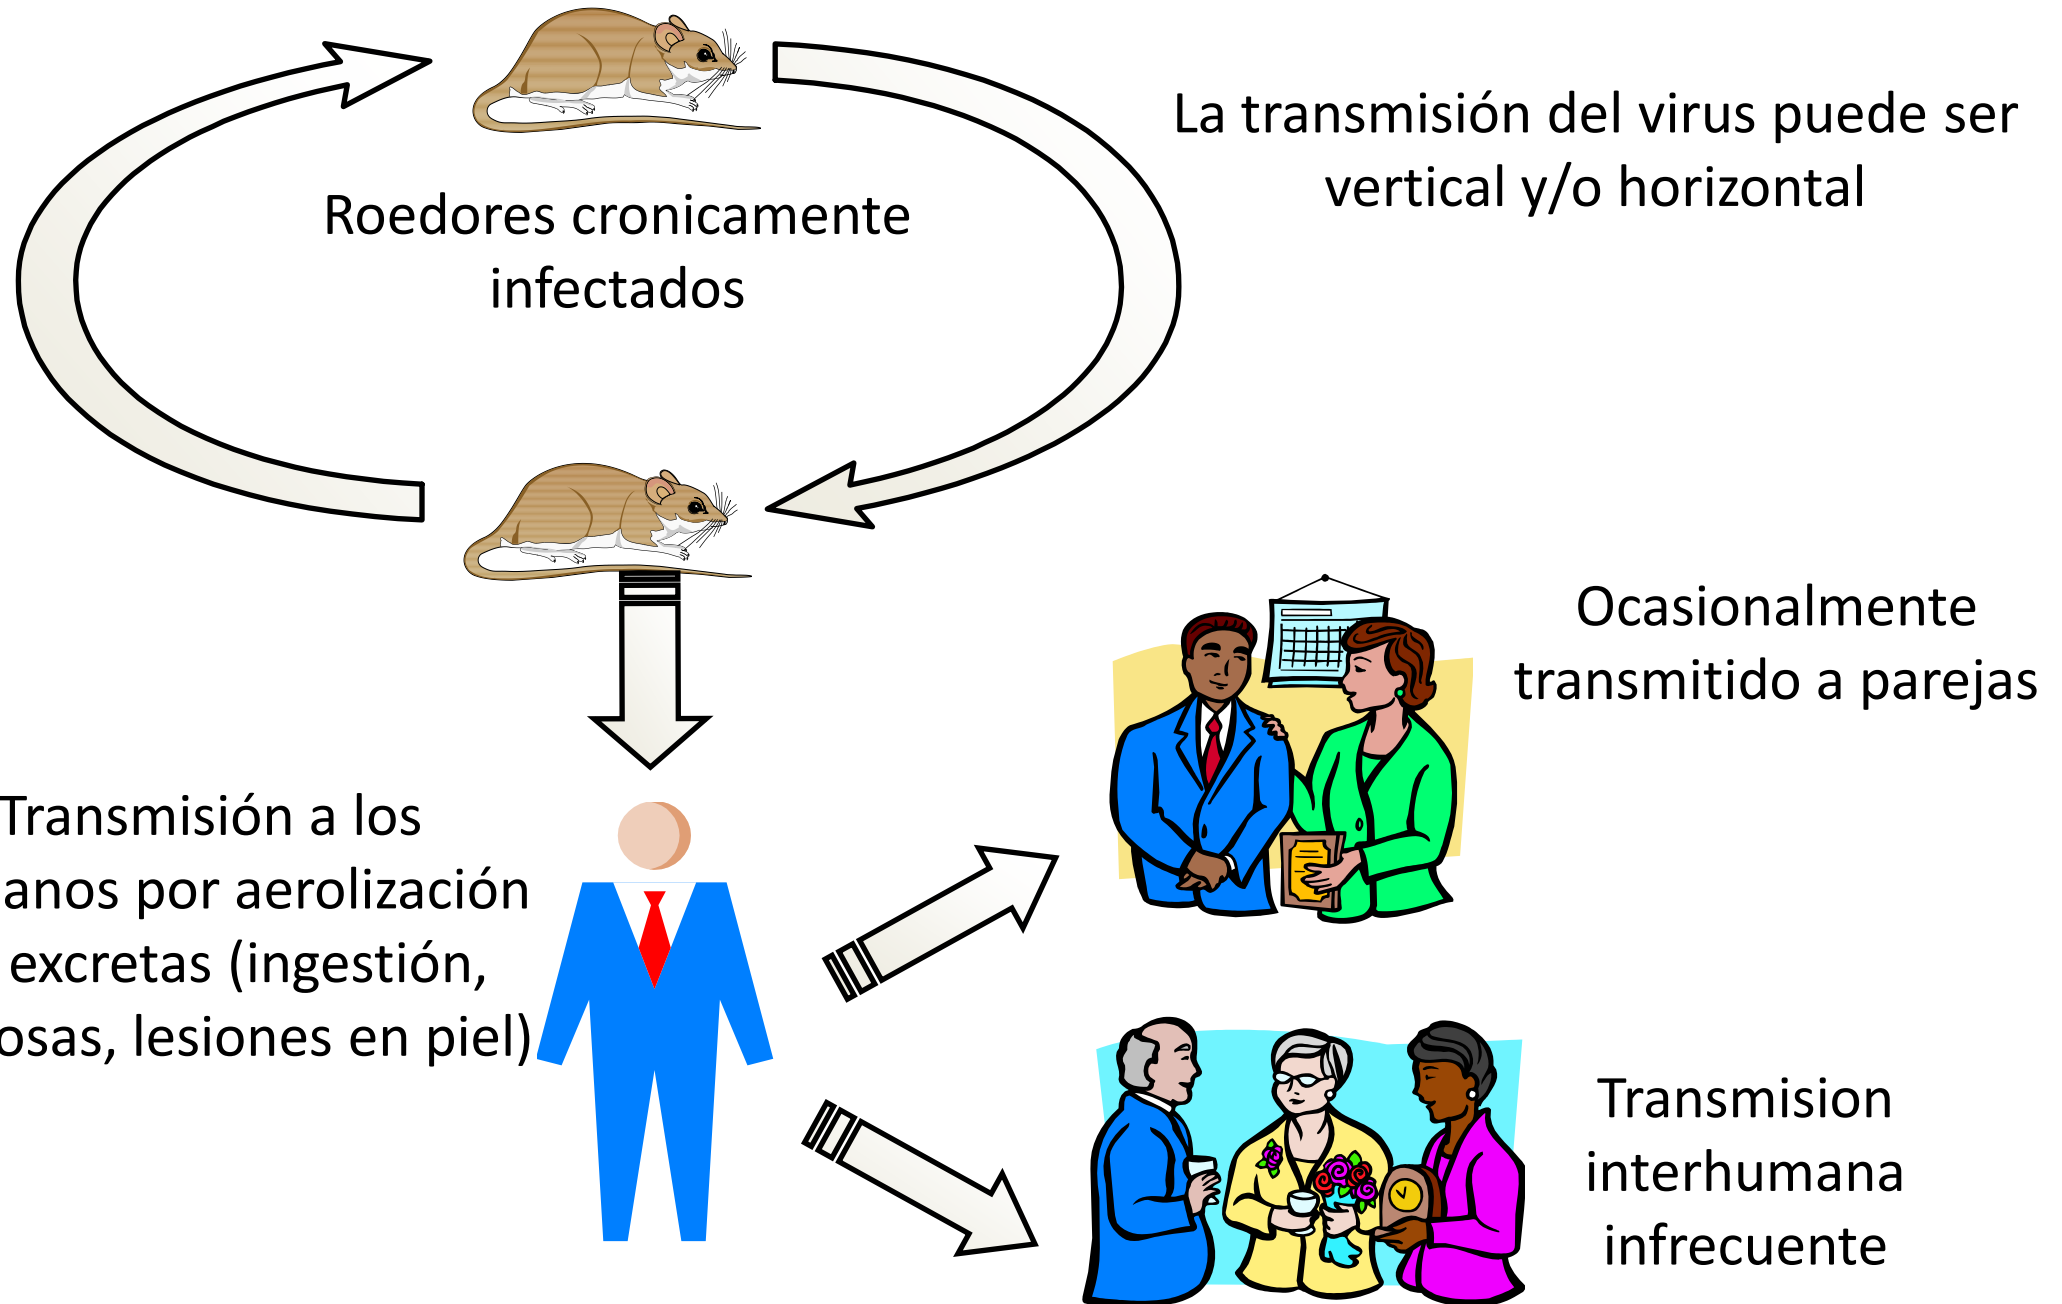 La transmisión del virus puede ser
vertical y/o horizontal
Roedores cronicamente
infectados
Ocasionalmente
transmitido a parejas
Transmisión a los
anos por aerolización
excretas (ingestión,
osas, lesiones en piel)
Transmision
interhumana
infrecuente